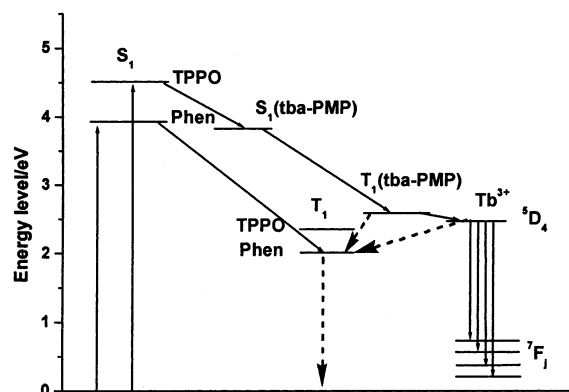 5
4
3
2
1
0
Energy level/eV
S₁
TPPO
Phen
S₁(tba-PMP)
T₁(tba-PMP)
Tb³⁺
⁵D₄
T₁
TPPO
Phen
⁷Fⱼ